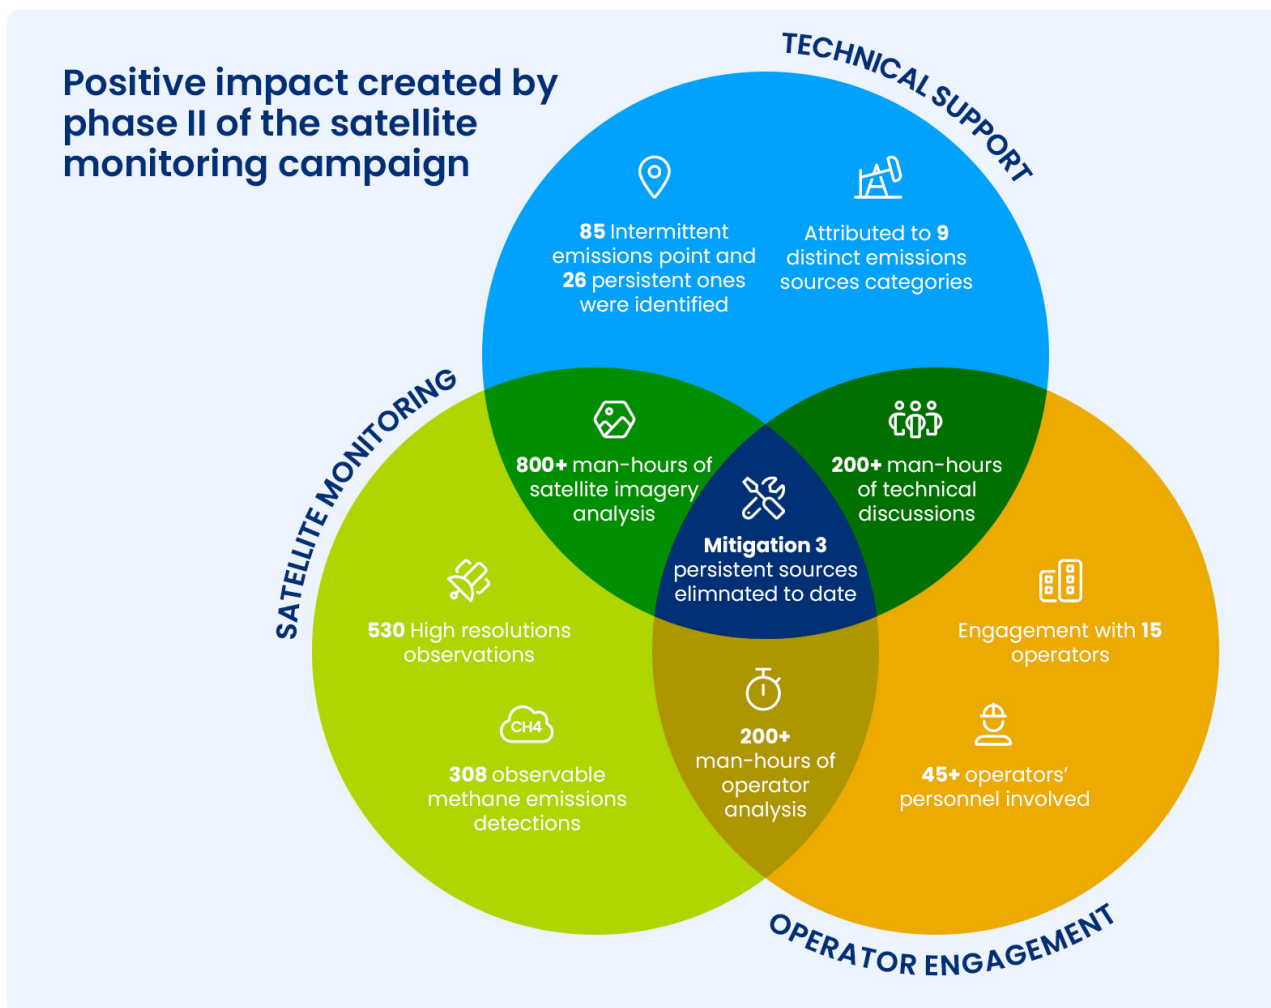 Positive impact created by
phase II of the satellite
monitoring campaign
TECHNICAL SUPPORT
85 Intermittent
emissions point and
26 persistent ones
were identified
Attributed to 9
distinct emissions
sources categories
SATELLITE MONITORING
800+ man-hours of
satellite imagery
analysis
200+ man-hours
of technical
discussions
Mitigation 3
persistent sources
elimnated to date
530 High resolutions
observations
Engagement with 15
operators
CH4
308 observable
methane emissions
detections
200+
man-hours of
operator
analysis
45+ operators’
personnel involved
OPERATOR ENGAGEMENT